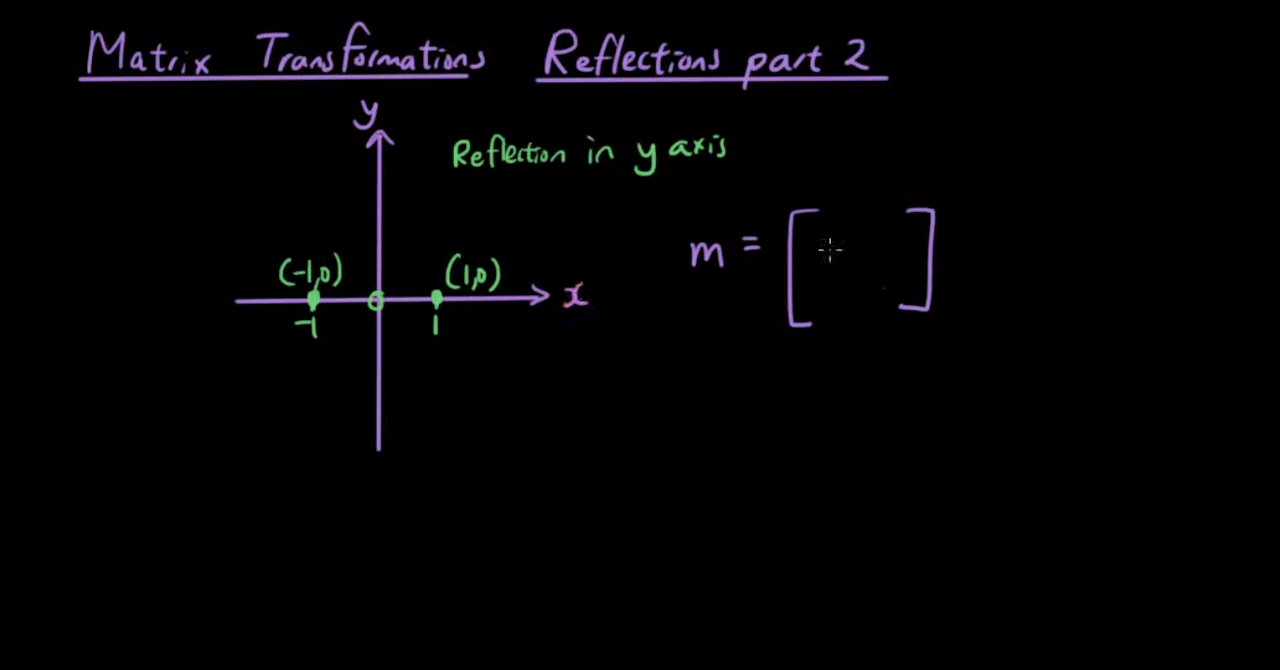 Matrix Transformations Reflections part 2
y
Reflection in y axis
m = [ ]
(-1,0) (1,0)
0 x
-1 1